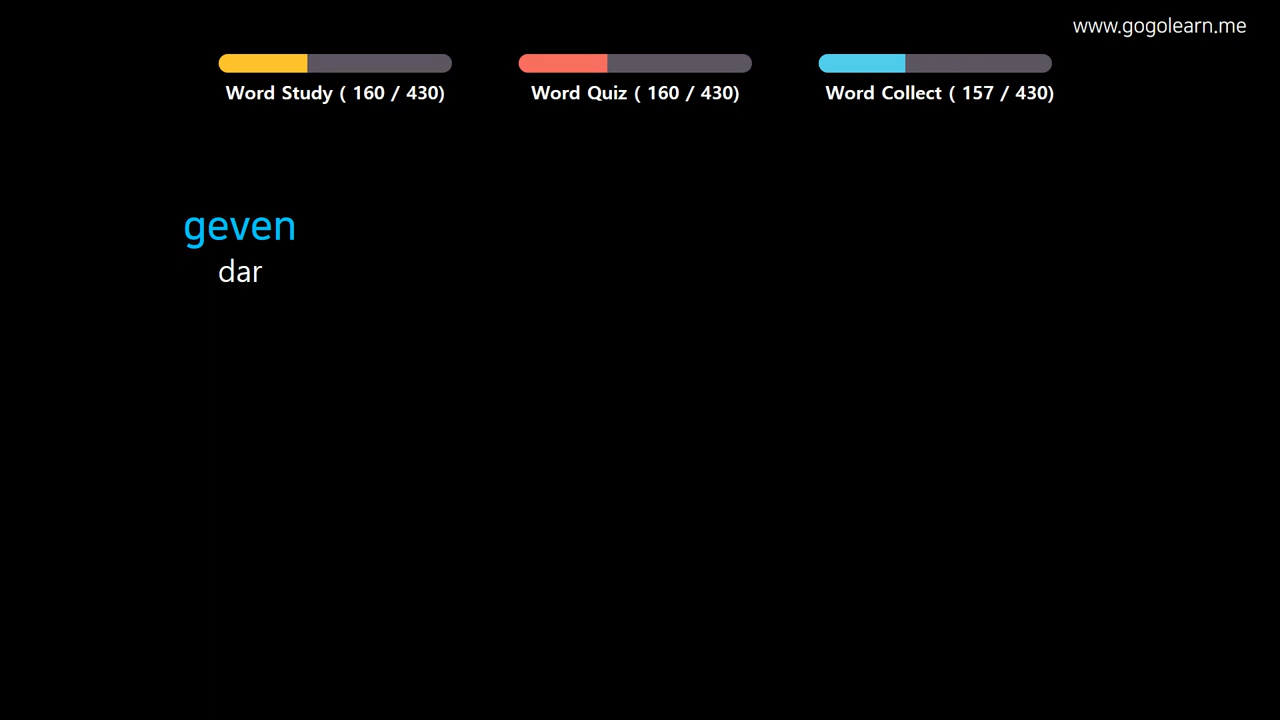 www.gogolearn.me
Word Study ( 160 / 430)
Word Quiz ( 160 / 430)
Word Collect ( 157 / 430)
geven
dar